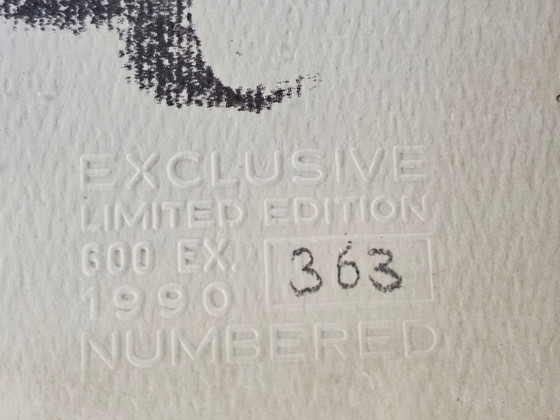 EXCLUSIVE
LIMITED EDITION
600 EX. 363
1990
NUMBERED